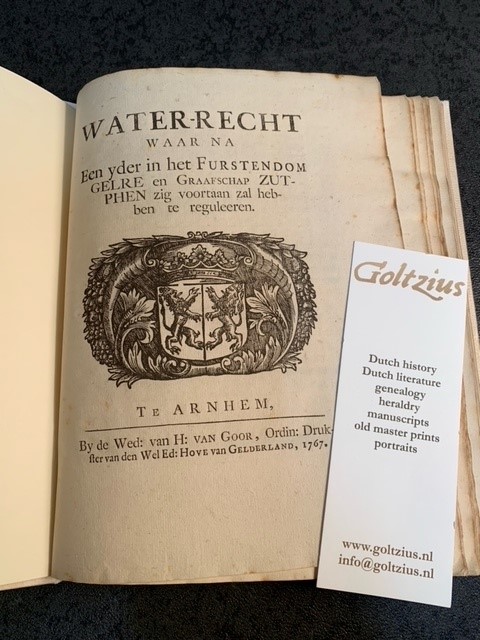 WATER-RECHT
WAAR NA
Een yder in het FURSTENDOM
GELRE en GRAAFSCHAP ZUT-
PHEN zig voortaan zal heb-
ben te reguleeren.
TE ARNHEM,
By de Wed: van H: VAN GOOR, Ordin: Druk-
ster van den Wel Ed: HOVE van GELDERLAND, 1767.
Goltzius
Dutch history
Dutch literature
genealogy
heraldry
manuscripts
old master prints
portraits
www.goltzius.nl
info@goltzius.nl